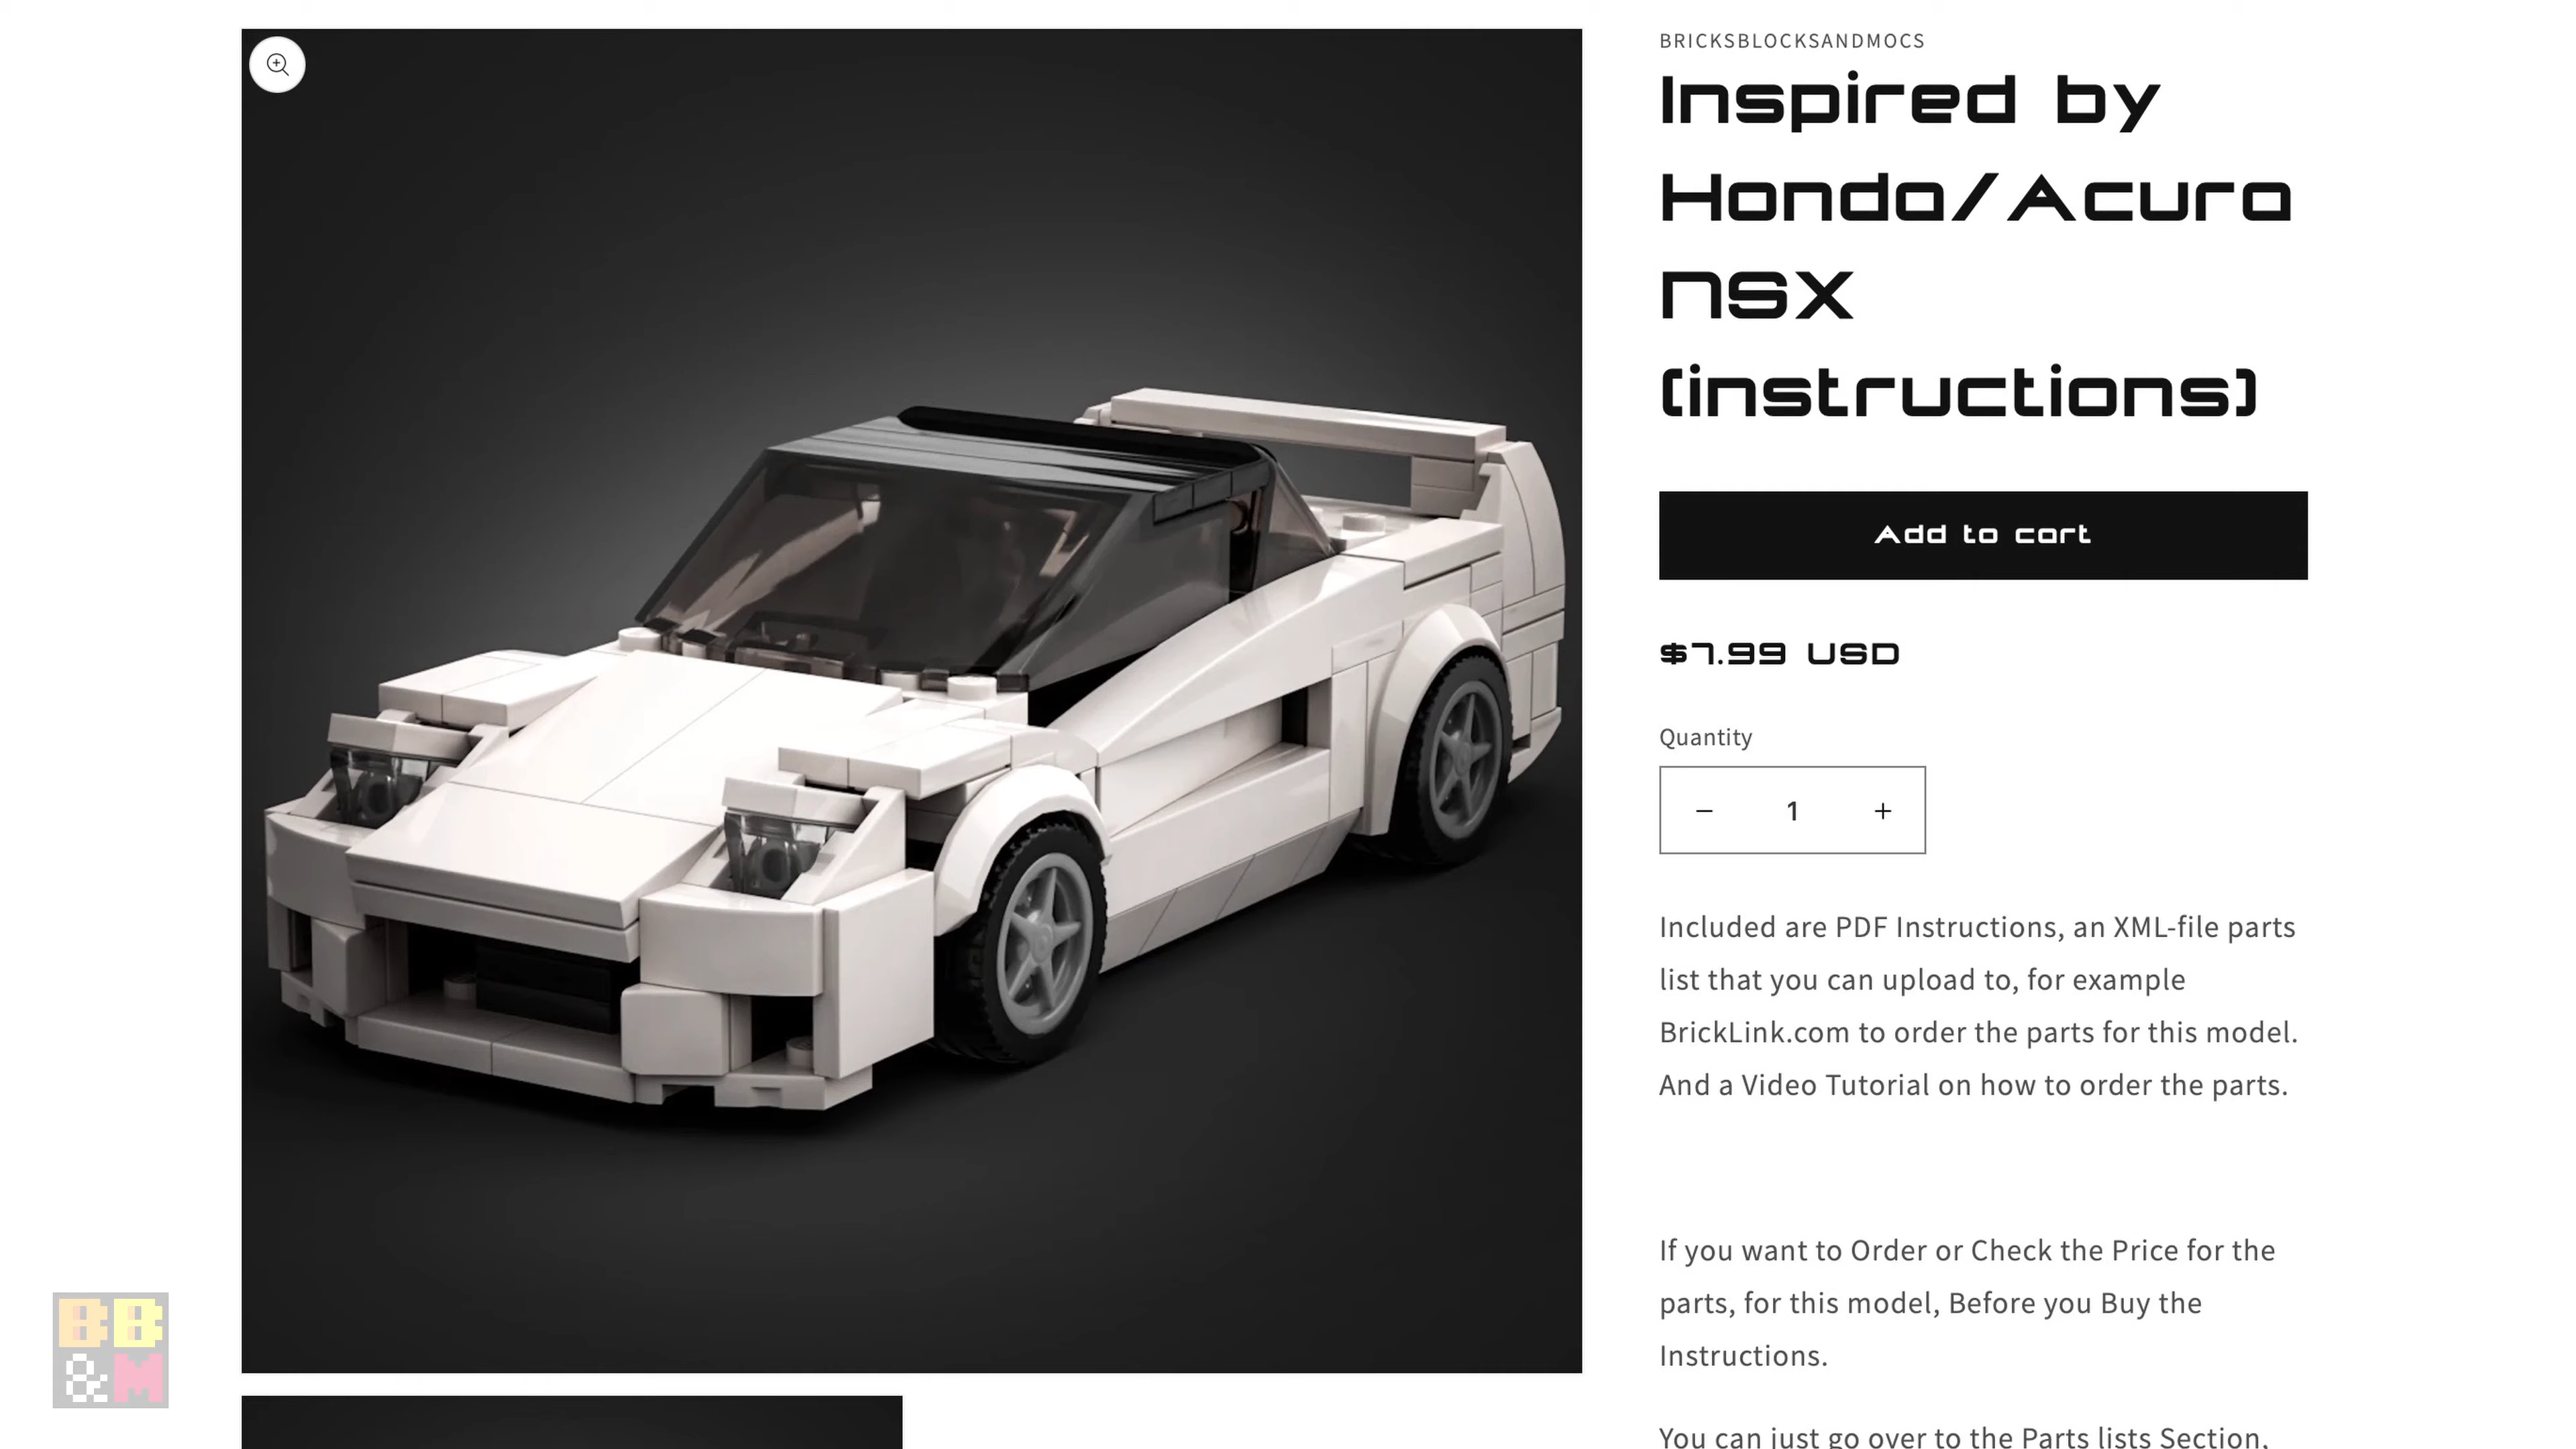 BRICKSBLOCKSANDMOCS
Inspired by
Honda/Acura
NSX
(instructions)
Add to cart
$7.99 USD
Quantity
− 1 +
Included are PDF Instructions, an XML-file parts
list that you can upload to, for example
BrickLink.com to order the parts for this model.
And a Video Tutorial on how to order the parts.
If you want to Order or Check the Price for the
parts, for this model, Before you Buy the
Instructions.
You can just go over to the Parts lists Section,
BB
&M